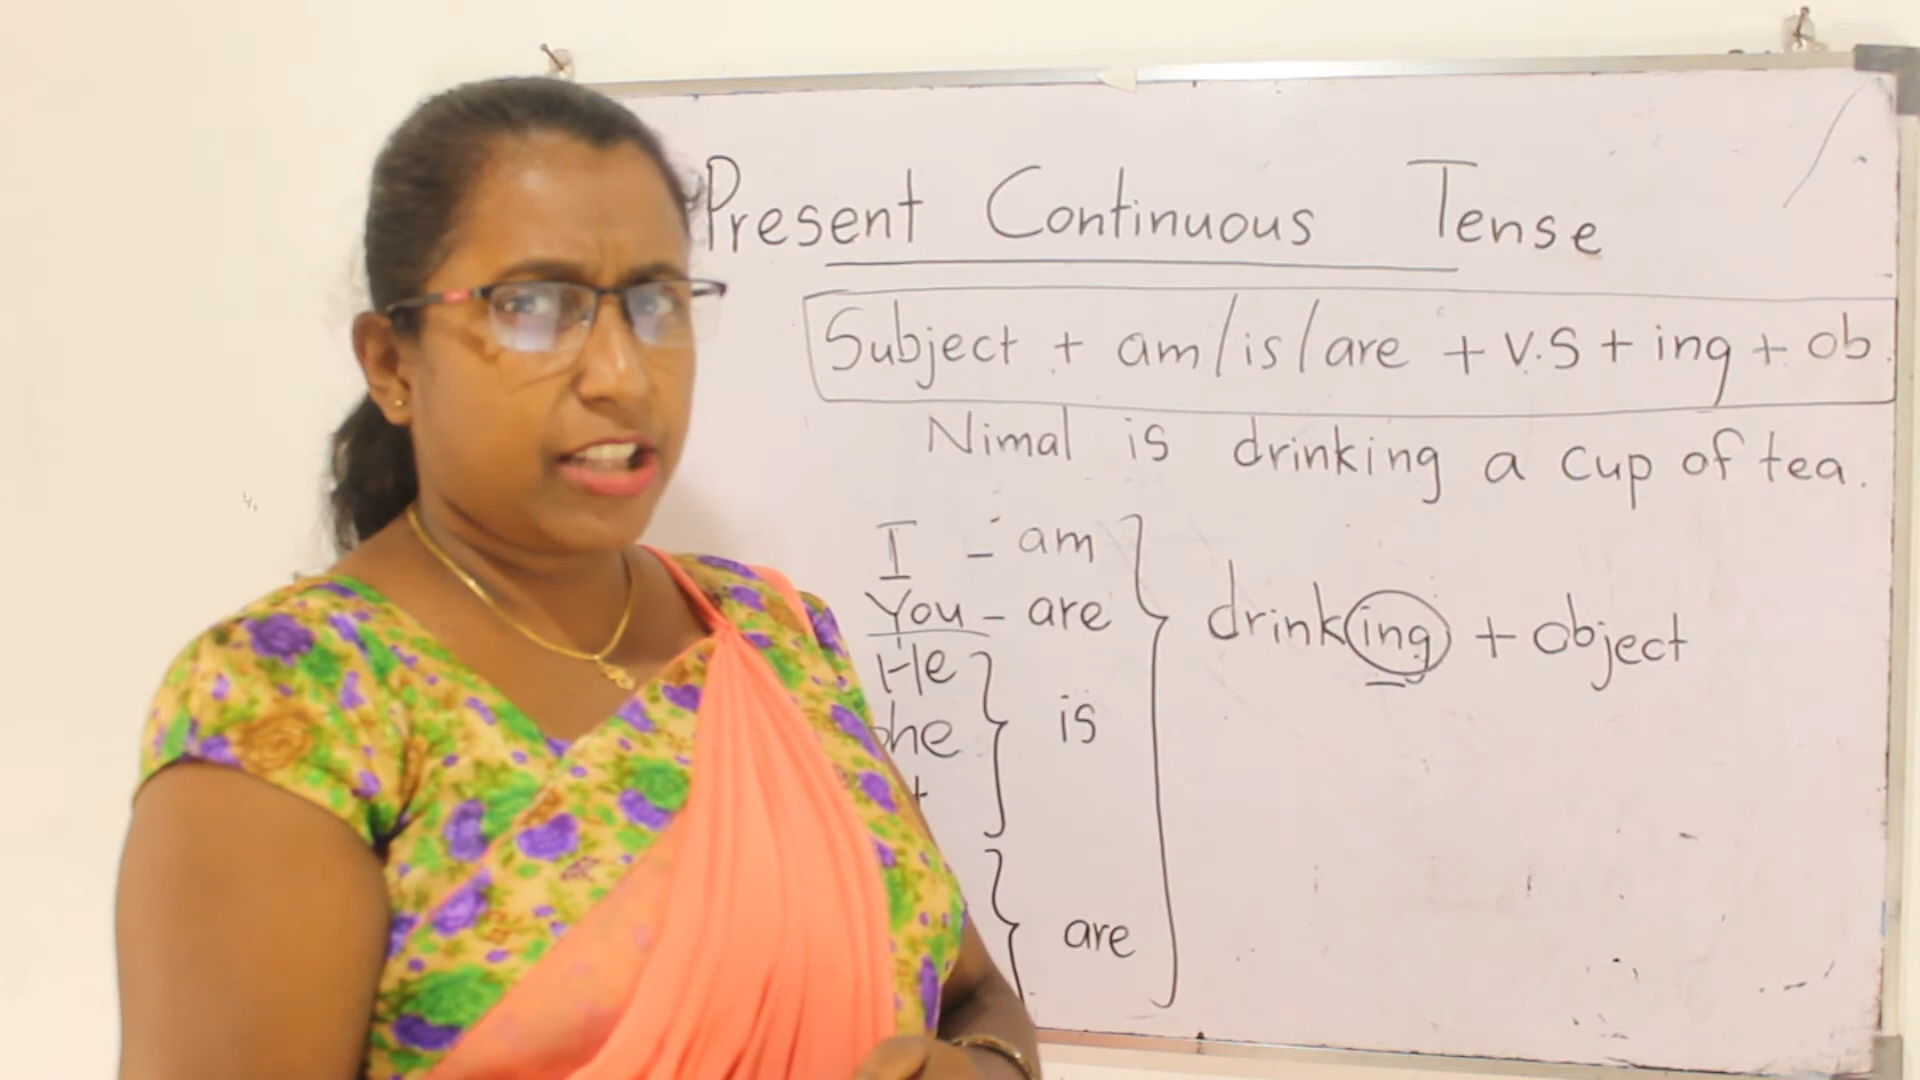 Present Continuous Tense
Subject + am/is/are + V.S + ing + ob.
Nimal is drinking a cup of tea.
I - am
You - are
He
he
is
drinking + object
are